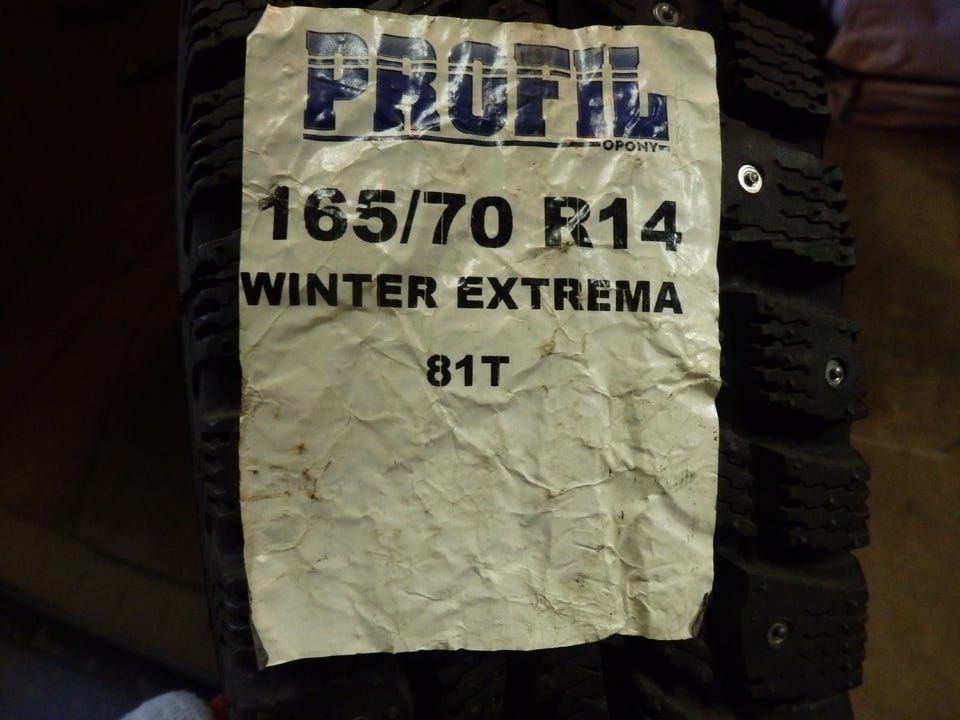 PROFIL
OPONY
165/70 R14
WINTER EXTREMA
81T